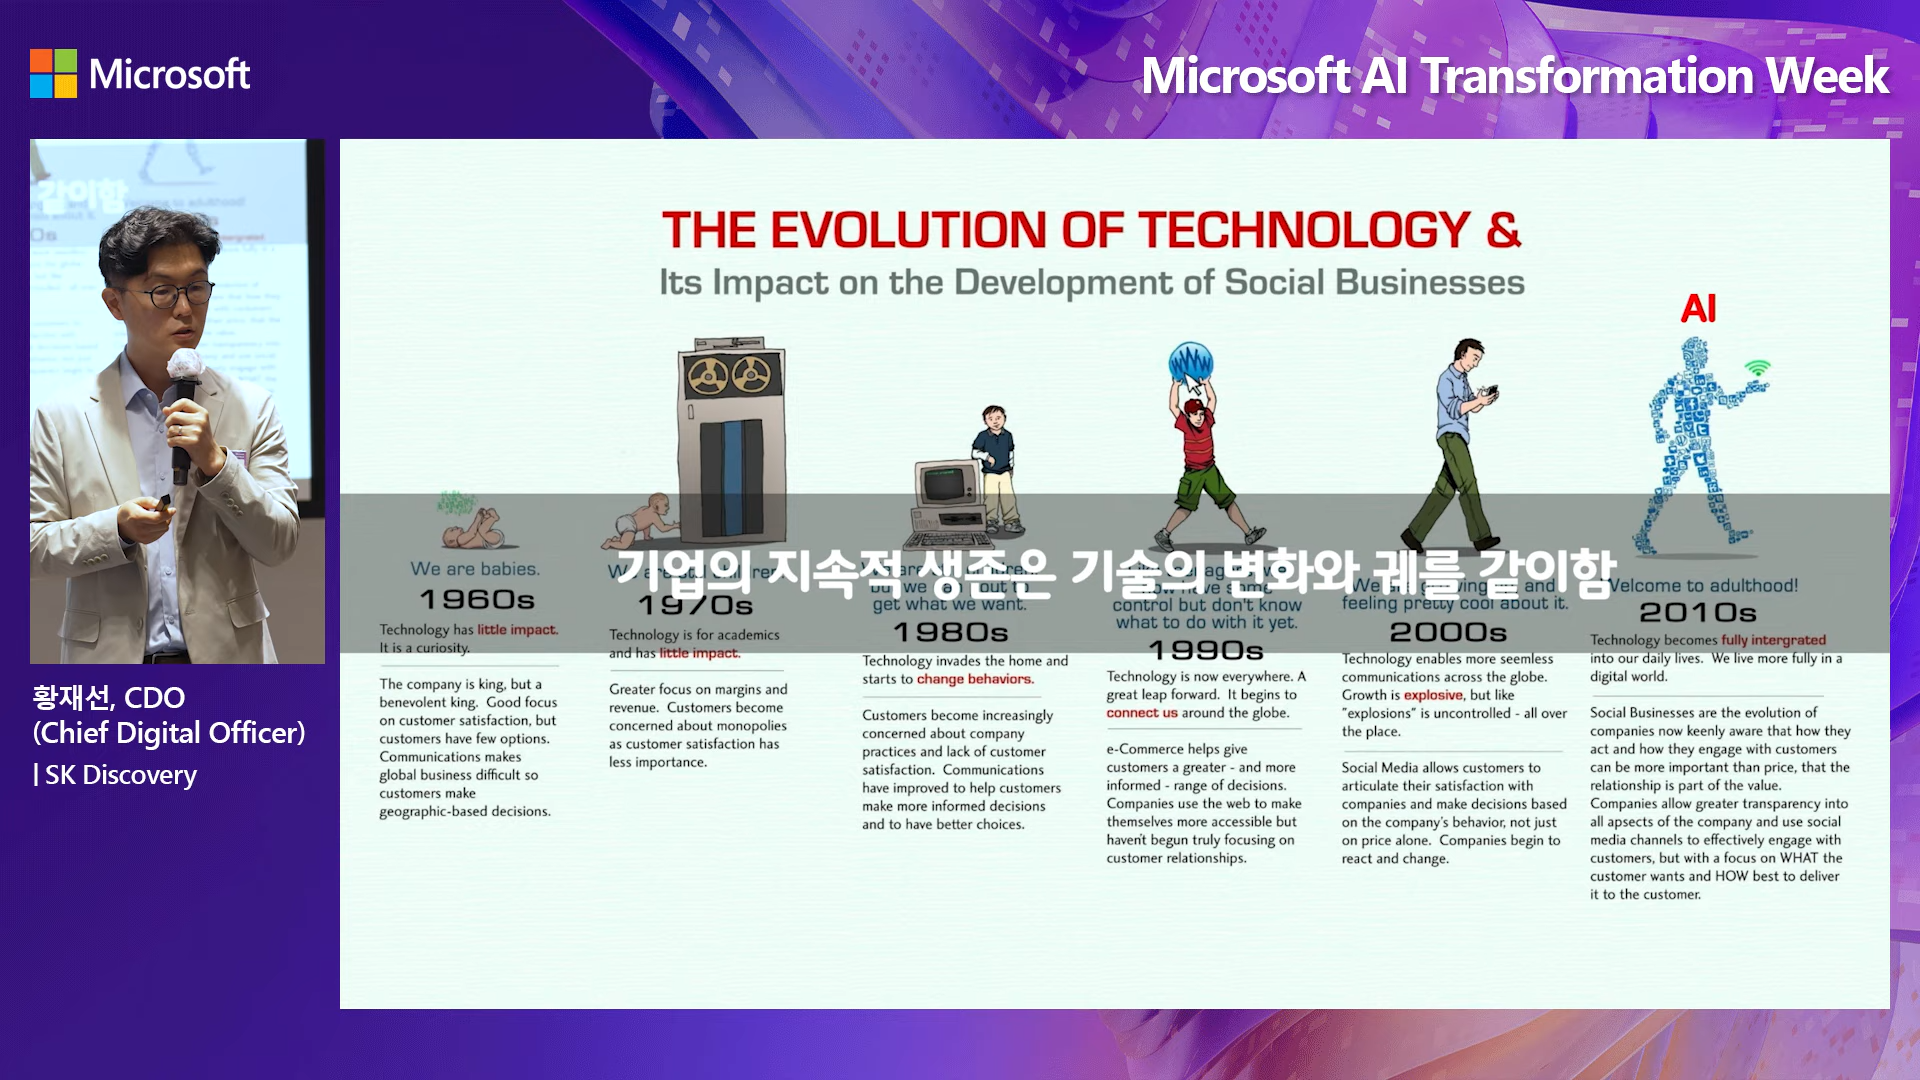 Microsoft
Microsoft AI Transformation Week
같이함
황재선, CDO
(Chief Digital Officer)
| SK Discovery
THE EVOLUTION OF TECHNOLOGY &
Its Impact on the Development of Social Businesses
AI
기업의 지속적 생존은 기술의 변화와 궤를 같이함
We are babies.
1960s
Technology has little impact.
It is a curiosity.
The company is king, but a
benevolent king. Good focus
on customer satisfaction, but
customers have few options.
Communications makes
global business difficult so
customers make
geographic-based decisions.
1970s
Technology is for academics
and has little impact.
Greater focus on margins and
revenue. Customers become
concerned about monopolies
as customer satisfaction has
less importance.
get what we want.
1980s
Technology invades the home and
starts to change behaviors.
Customers become increasingly
concerned about company
practices and lack of customer
satisfaction. Communications
have improved to help customers
make more informed decisions
and to have better choices.
control but don't know
what to do with it yet.
1990s
Technology is now everywhere. A
great leap forward. It begins to
connect us around the globe.
e-Commerce helps give
customers a greater - and more
informed - range of decisions.
Companies use the web to make
themselves more accessible but
haven't begun truly focusing on
customer relationships.
feeling pretty cool about it.
2000s
Technology enables more seamless
communications across the globe.
Growth is explosive, but like
"explosions" is uncontrolled - all over
the place.
Social Media allows customers to
articulate their satisfaction with
companies and make decisions based
on the company's behavior, not just
on price alone. Companies begin to
react and change.
Welcome to adulthood!
2010s
Technology becomes fully intergrated
into our daily lives. We live more fully in a
digital world.
Social Businesses are the evolution of
companies now keenly aware that how they
act and how they engage with customers
can be more important than price, that the
relationship is part of the value.
Companies allow greater transparency into
all apsects of the company and use social
media channels to effectively engage with
customers, but with a focus on WHAT the
customer wants and HOW best to deliver
it to the customer.